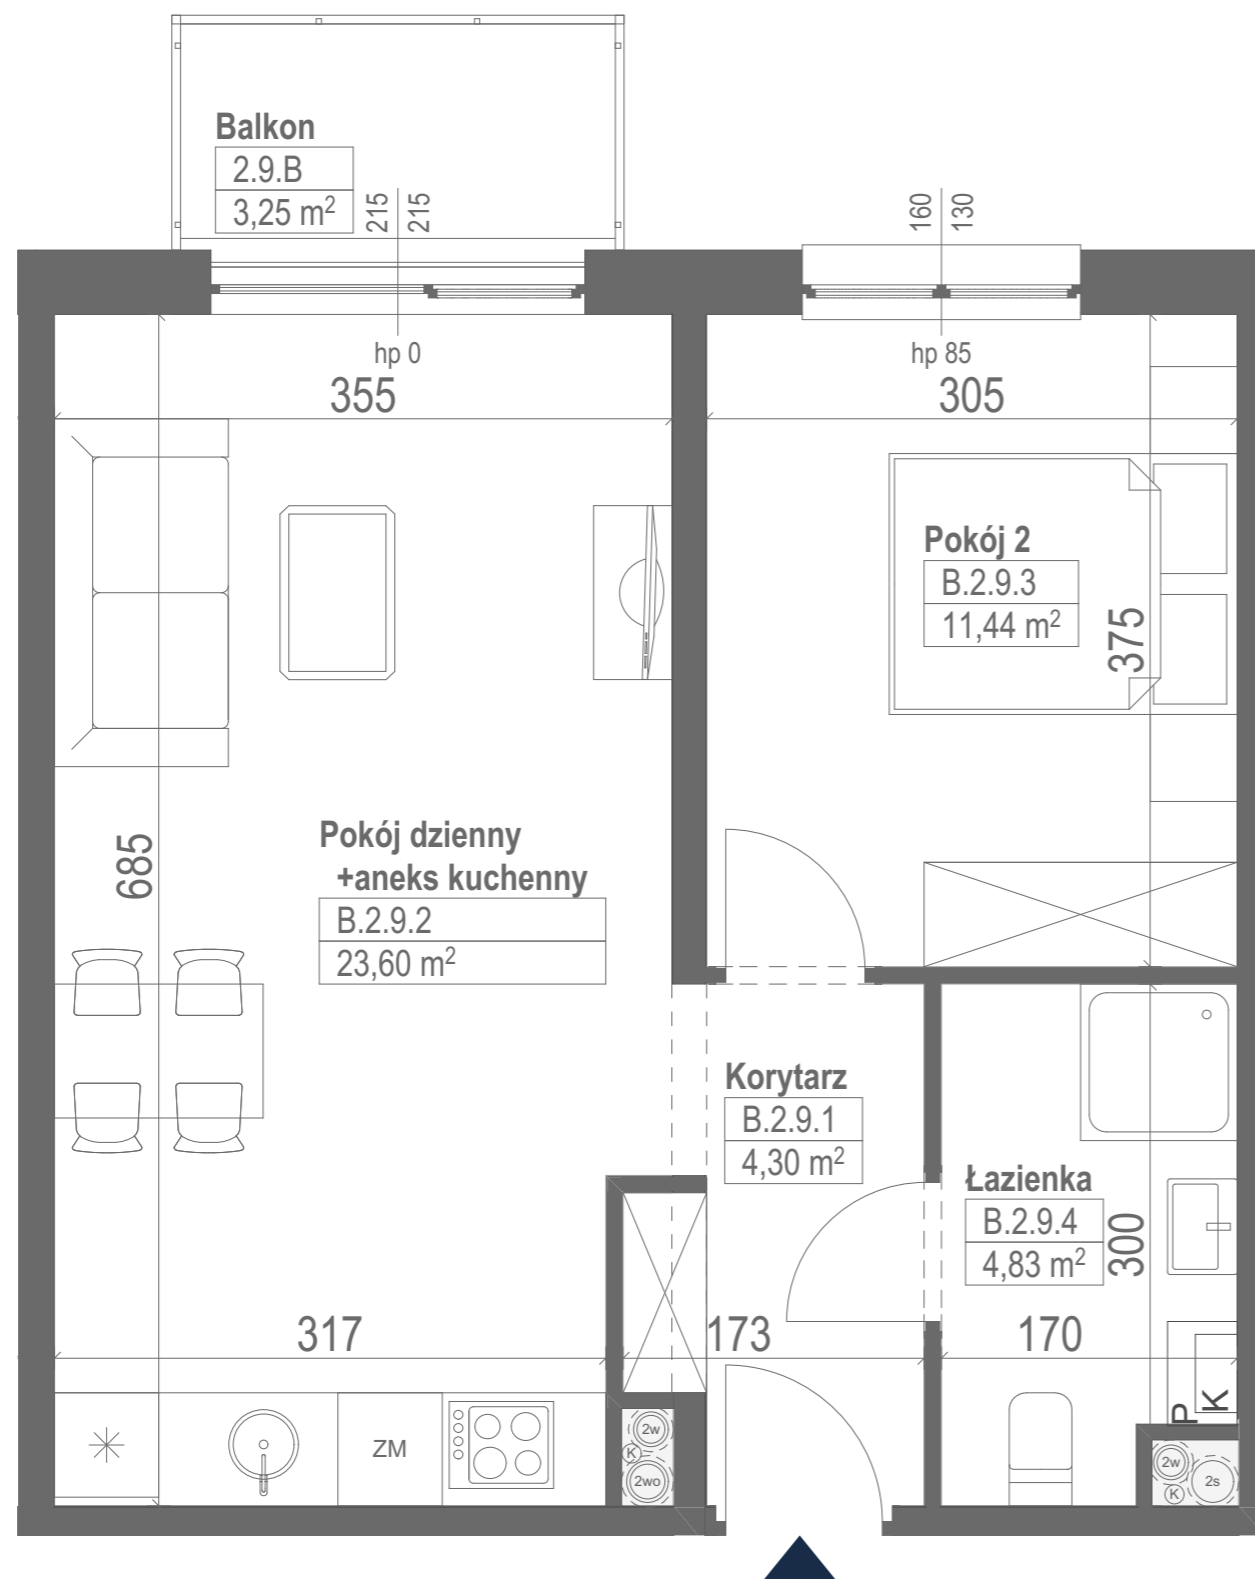 Balkon
2.9.B
3,25 m²
215
215
160
130
hp 0
hp 85
355
305
Pokój 2
B.2.9.3
11,44 m²
375
Pokój dzienny
+aneks kuchenny
B.2.9.2
23,60 m²
685
Korytarz
B.2.9.1
4,30 m²
Łazienka
B.2.9.4
4,83 m²
300
317
173
170
P
K
ZM
2w
K
2wo
2w
K
2s